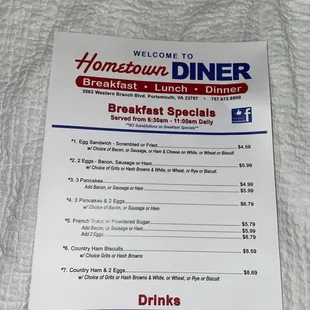 WELCOME TO
Hometown DINER
Breakfast • Lunch • Dinner
3562 Western Branch Blvd. Portsmouth, VA 23707 • 757.673.8900
Breakfast Specials
Served from 6:30am - 11:00am Daily
*NO Substitutions on Breakfast Specials*
*1. Egg Sandwich - Scrambled or Fried $4.59
w/ Choice of Bacon, or Sausage, or Ham & Cheese on White, or Wheat or Biscuit
*2. 2 Eggs - Bacon, Sausage or Ham $5.99
w/ Choice of Grits or Hash Browns & White, or Wheat, or Rye or Biscuit
*3. 3 Pancakes $4.99
Add Bacon, or Sausage, or Ham $5.99
*4. 3 Pancakes & 2 Eggs $6.79
w/ Choice of Bacon, or Sausage or Ham
*5. French Toast w/ Powdered Sugar $5.79
Add Bacon, or Sausage, or Ham $5.99
Add 2 Eggs $6.79
*6. Country Ham Biscuits $8.59
w/ Choice of Grits or Hash Browns
*7. Country Ham & 2 Eggs $8.69
w/ Choice of Grits or Hash Browns & White, or Wheat, or Rye or Biscuit
Drinks